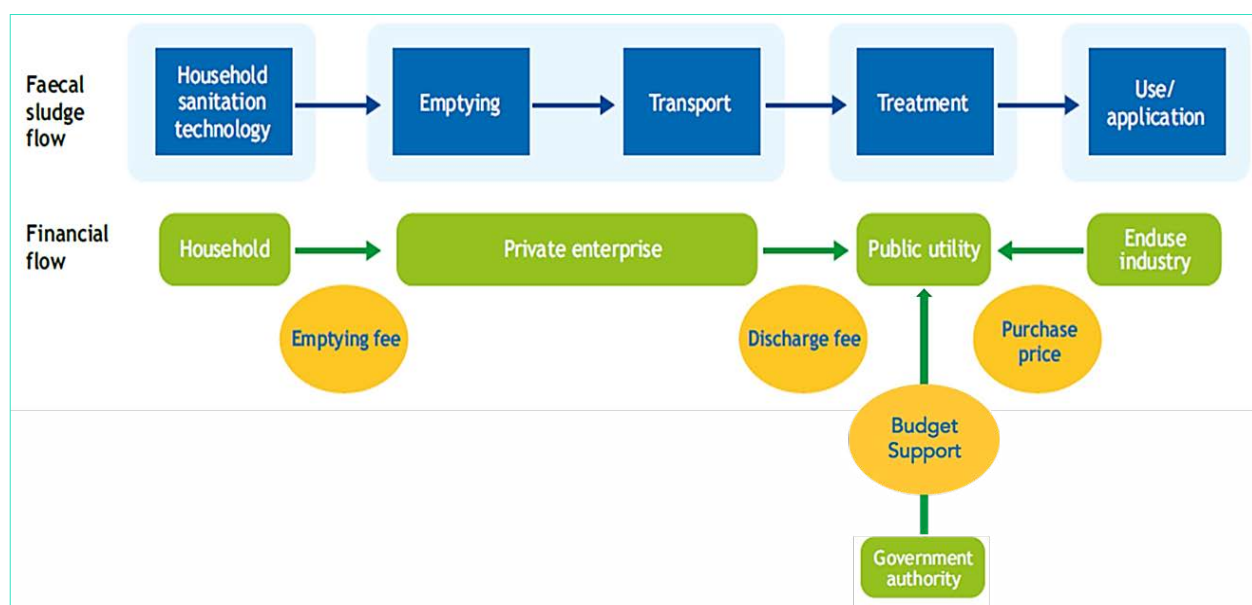 Faecal
sludge
flow
Household
sanitation
technology
Emptying
Transport
Treatment
Use/
application
Financial
flow
Household
Private enterprise
Public utility
Enduse
industry
Emptying fee
Discharge fee
Purchase
price
Budget
Support
Government
authority